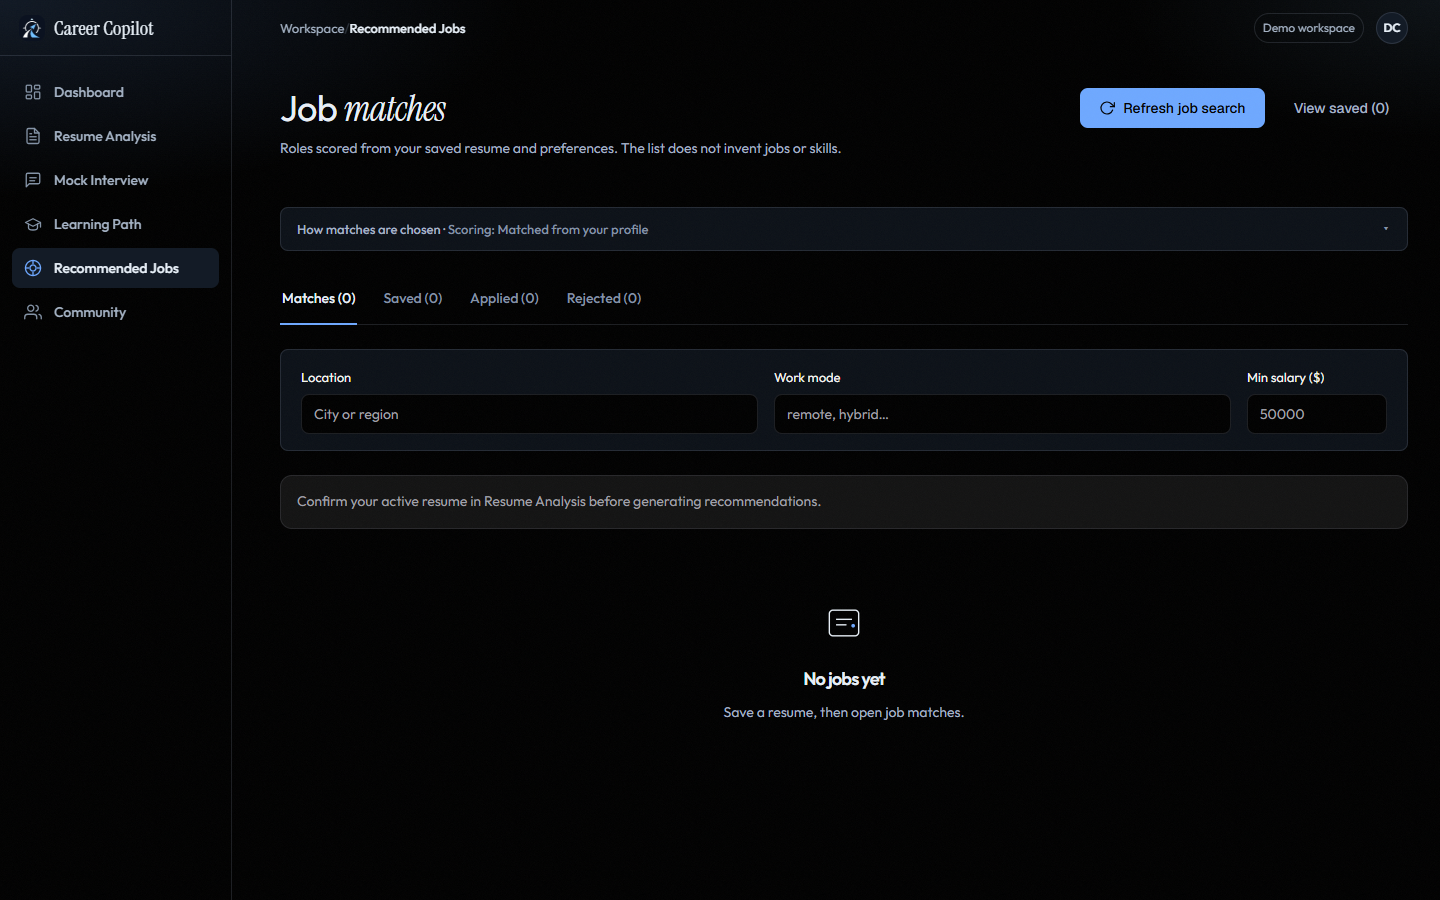 Career Copilot
Workspace/Recommended Jobs
Demo workspace
DC
Dashboard
Resume Analysis
Mock Interview
Learning Path
Recommended Jobs
Community
Job matches
Refresh job search
View saved (0)
Roles scored from your saved resume and preferences. The list does not invent jobs or skills.
How matches are chosen · Scoring: Matched from your profile
Matches (0)
Saved (0)
Applied (0)
Rejected (0)
Location
Work mode
Min salary ($)
City or region
remote, hybrid…
50000
Confirm your active resume in Resume Analysis before generating recommendations.
No jobs yet
Save a resume, then open job matches.